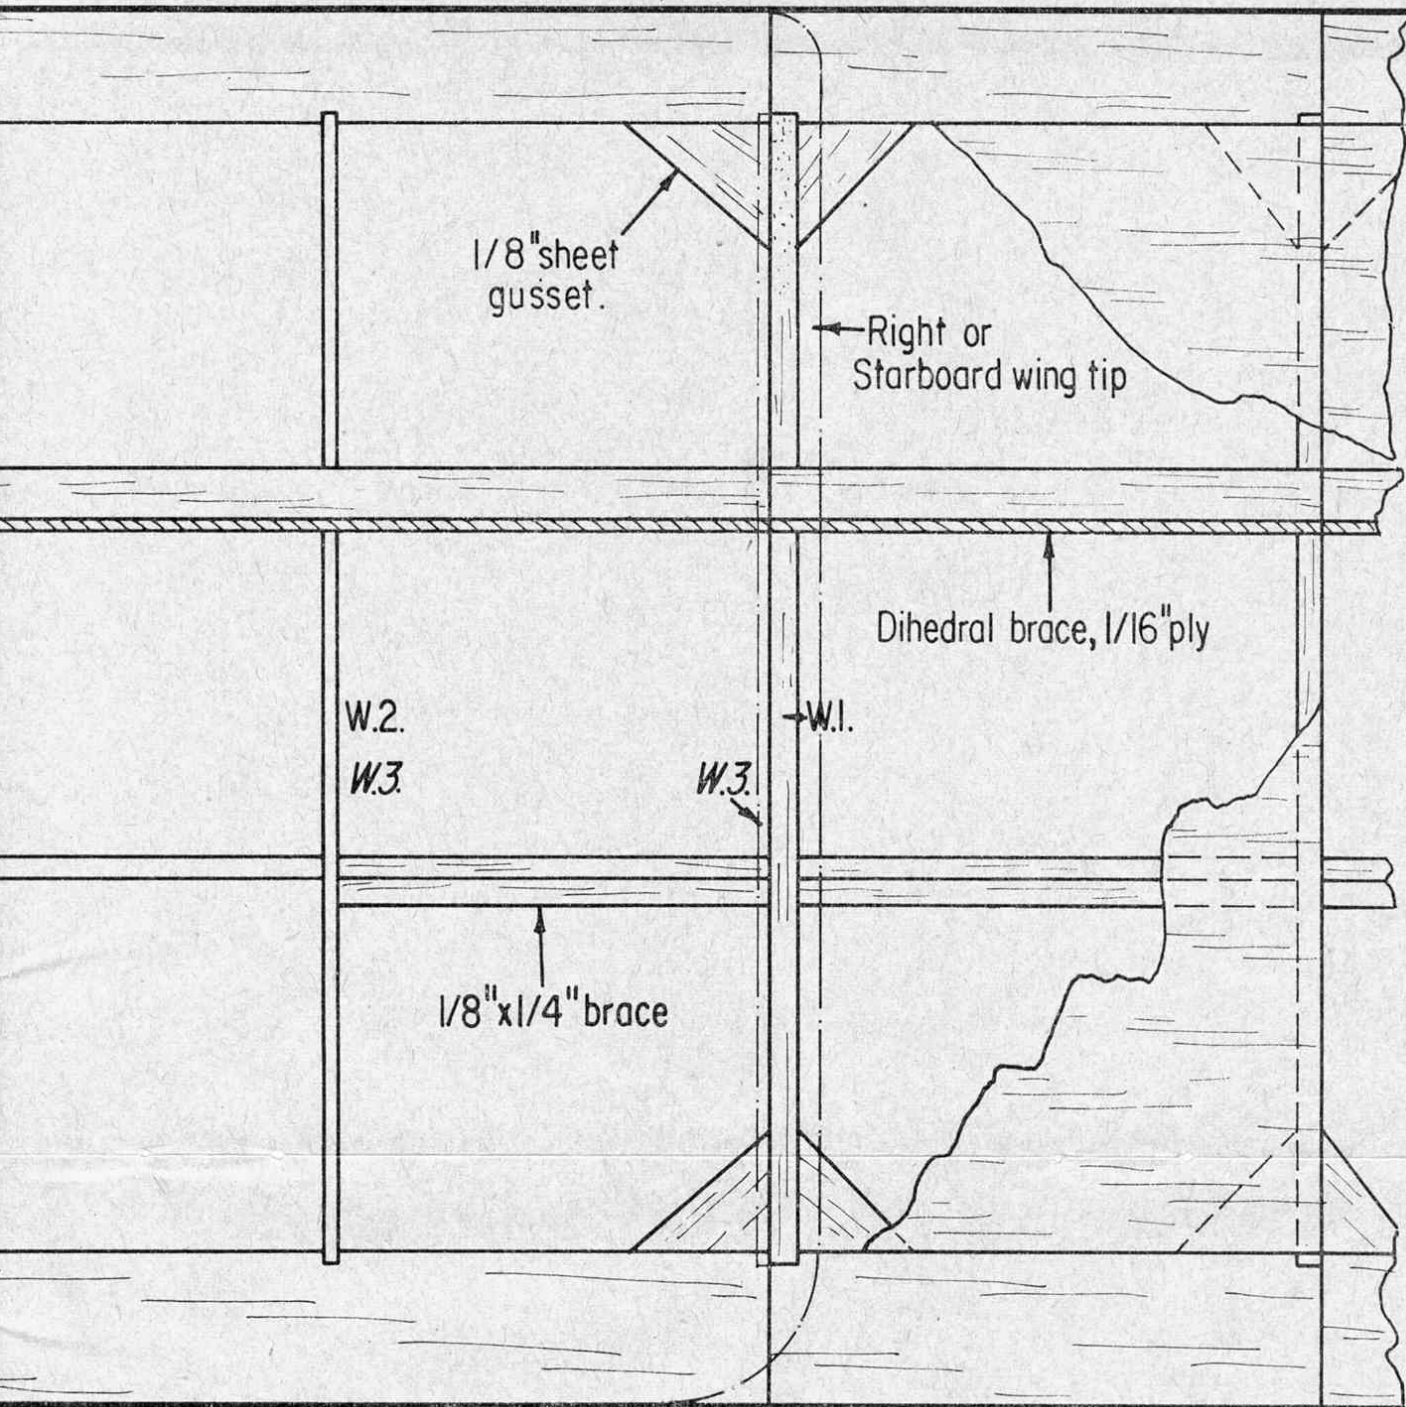 1/8"sheet
gusset.
Right or
Starboard wing tip
Dihedral brace, 1/16"ply
W.2.
W.1.
W.3.
W.3.
1/8"x1/4" brace